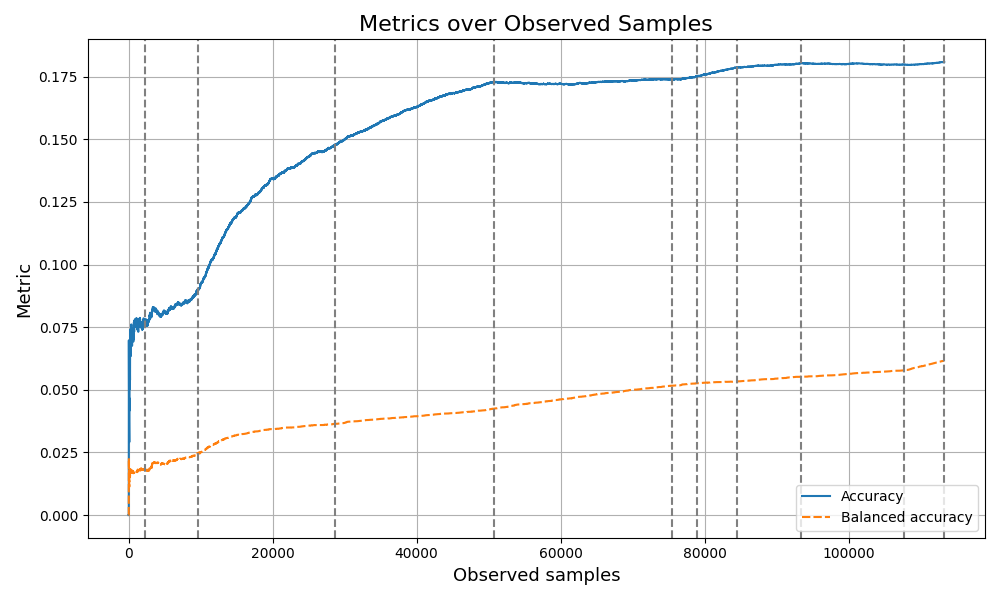 Metrics over Observed Samples
Metric
0.175
0.150
0.125
0.100
0.075
0.050
0.025
0.000
Accuracy
Balanced accuracy
0 20000 40000 60000 80000 100000
Observed samples